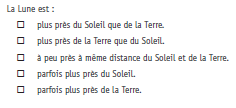 La Lune est :
□ plus près du Soleil que de la Terre.
□ plus près de la Terre que du Soleil.
□ à peu près à même distance du Soleil et de la Terre.
□ parfois plus près du Soleil.
□ parfois plus près de la Terre.